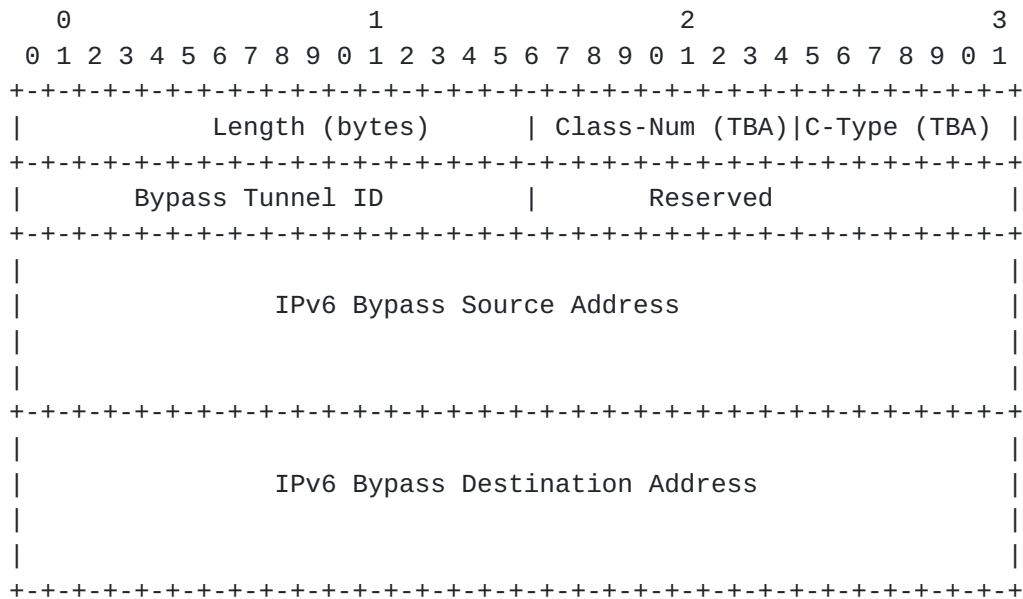 0                   1                   2                   3
 0 1 2 3 4 5 6 7 8 9 0 1 2 3 4 5 6 7 8 9 0 1 2 3 4 5 6 7 8 9 0 1
+-+-+-+-+-+-+-+-+-+-+-+-+-+-+-+-+-+-+-+-+-+-+-+-+-+-+-+-+-+-+-+-+
|            Length (bytes)      | Class-Num (TBA)|C-Type (TBA) |
+-+-+-+-+-+-+-+-+-+-+-+-+-+-+-+-+-+-+-+-+-+-+-+-+-+-+-+-+-+-+-+-+
|       Bypass Tunnel ID         |       Reserved               |
+-+-+-+-+-+-+-+-+-+-+-+-+-+-+-+-+-+-+-+-+-+-+-+-+-+-+-+-+-+-+-+-+
|                                                               |
|                IPv6 Bypass Source Address                     |
|                                                               |
|                                                               |
+-+-+-+-+-+-+-+-+-+-+-+-+-+-+-+-+-+-+-+-+-+-+-+-+-+-+-+-+-+-+-+-+
|                                                               |
|                IPv6 Bypass Destination Address                |
|                                                               |
|                                                               |
+-+-+-+-+-+-+-+-+-+-+-+-+-+-+-+-+-+-+-+-+-+-+-+-+-+-+-+-+-+-+-+-+